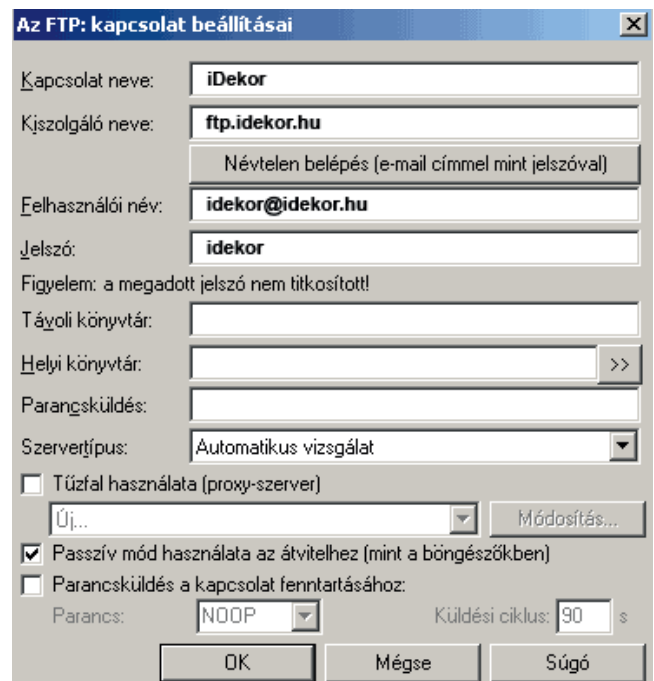 Az FTP: kapcsolat beállításai
Kapcsolat neve: iDekor
Kiszolgáló neve: ftp.idekor.hu
Névtelen belépés (e-mail címmel mint jelszóval)
Felhasználói név: idekor@idekor.hu
Jelszó: idekor
Figyelem: a megadott jelszó nem titkosított!
Távoli könyvtár:
Helyi könyvtár: >>
Parancsküldés:
Szervertípus: Automatikus vizsgálat
Tűzfal használata (proxy-szerver)
Új... Módosítás...
Passzív mód használata az átvitelhez (mint a böngészőkben)
Parancsküldés a kapcsolat fenntartásához:
Parancs: NOOP Küldési ciklus: 90 s
OK Mégse Súgó